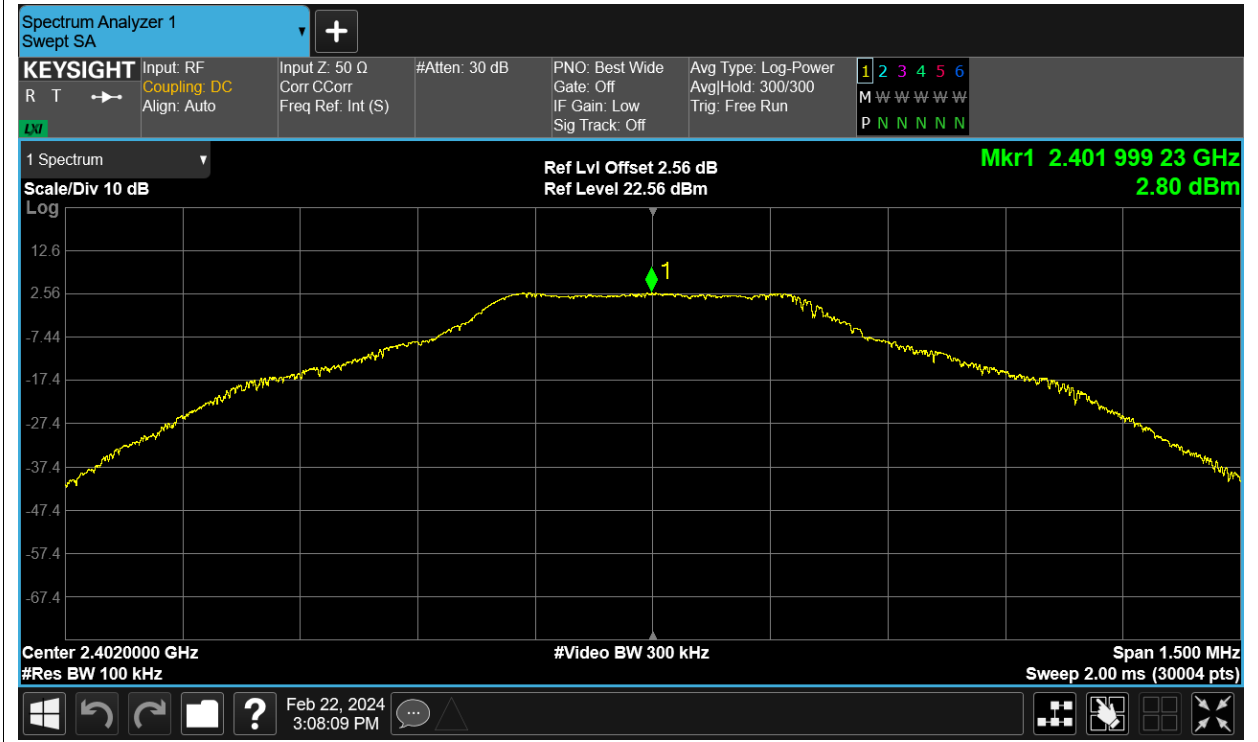 Spectrum Analyzer 1
Swept SA
KEYSIGHT
R T
LXI
Input: RF
Coupling: DC
Align: Auto
Input Z: 50 Ω
Corr CCorr
Freq Ref: Int (S)
#Atten: 30 dB
PNO: Best Wide
Gate: Off
IF Gain: Low
Sig Track: Off
Avg Type: Log-Power
Avg|Hold: 300/300
Trig: Free Run
1 2 3 4 5 6
M W W W W W
P N N N N N
1 Spectrum
Scale/Div 10 dB
Log
Ref Lvl Offset 2.56 dB
Ref Level 22.56 dBm
Mkr1 2.401 999 23 GHz
2.80 dBm
1
12.6
2.56
-7.44
-17.4
-27.4
-37.4
-47.4
-57.4
-67.4
Center 2.4020000 GHz
#Res BW 100 kHz
#Video BW 300 kHz
Span 1.500 MHz
Sweep 2.00 ms (30004 pts)
?
Feb 22, 2024
3:08:09 PM